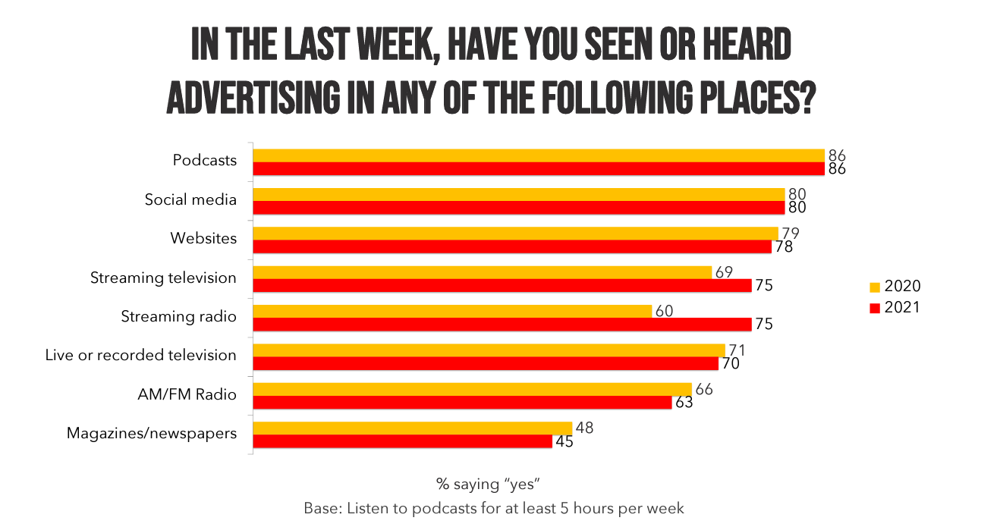 IN THE LAST WEEK, HAVE YOU SEEN OR HEARD
ADVERTISING IN ANY OF THE FOLLOWING PLACES?
Podcasts
86
86
Social media
80
80
Websites
79
78
Streaming television
69
75
Streaming radio
60
75
Live or recorded television
71
70
AM/FM Radio
66
63
Magazines/newspapers
48
45
2020
2021
% saying “yes”
Base: Listen to podcasts for at least 5 hours per week